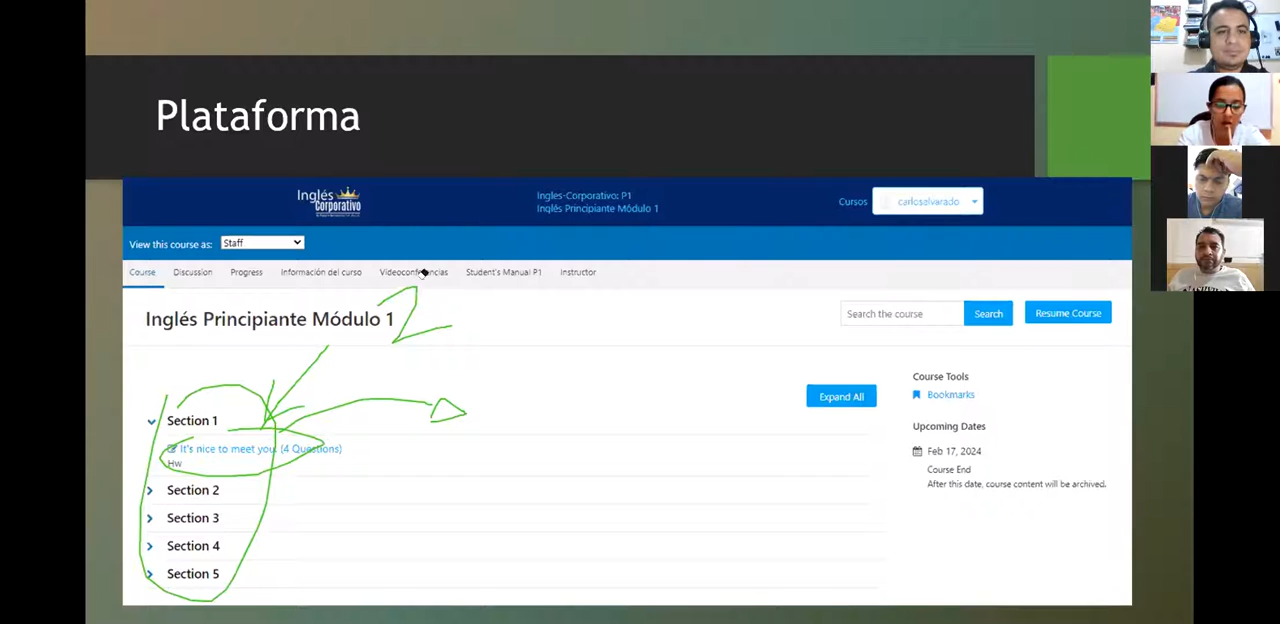 Plataforma
Inglés
Corporativo
Ingles-Corporativo: P1
Inglés Principiante Módulo 1
Cursos
carlosalvarado
View this course as:
Staff
Course
Discussion
Progress
Información del curso
Videoconferencias
Student's Manual P1
Instructor
2
Inglés Principiante Módulo 1
Search the course
Search
Resume Course
Expand All
Course Tools
Bookmarks
Upcoming Dates
Feb 17, 2024
Course End
After this date, course content will be archived.
Section 1
It's nice to meet you. (4 Questions)
Hw
Section 2
Section 3
Section 4
Section 5